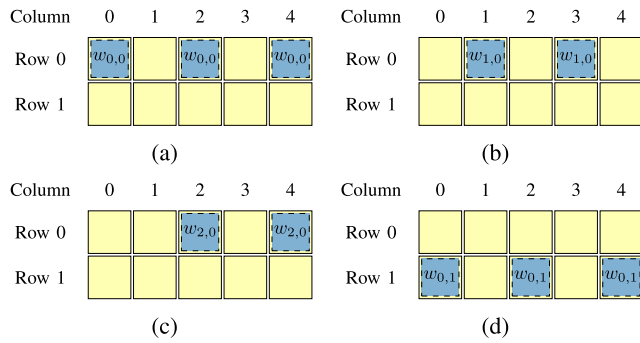 Column 0 1 2 3 4
Row 0 w0,0 w0,0 w0,0
Row 1
(a)
Column 0 1 2 3 4
Row 0 w1,0 w1,0
Row 1
(b)
Column 0 1 2 3 4
Row 0 w2,0 w2,0
Row 1
(c)
Column 0 1 2 3 4
Row 0
Row 1 w0,1 w0,1 w0,1
(d)